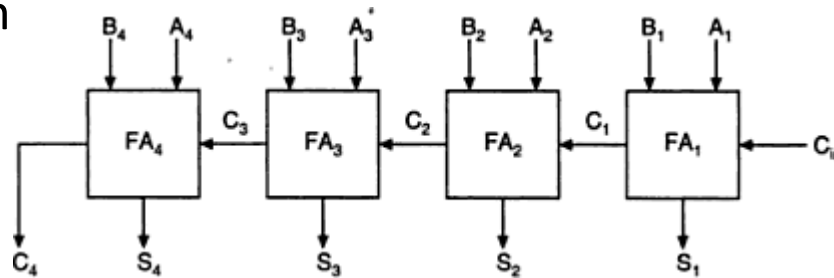 n
B₄ A₄ B₃ A₃ B₂ A₂ B₁ A₁
FA₄ C₃ FA₃ C₂ FA₂ C₁ FA₁ Cᵢ
C₄ S₄ S₃ S₂ S₁